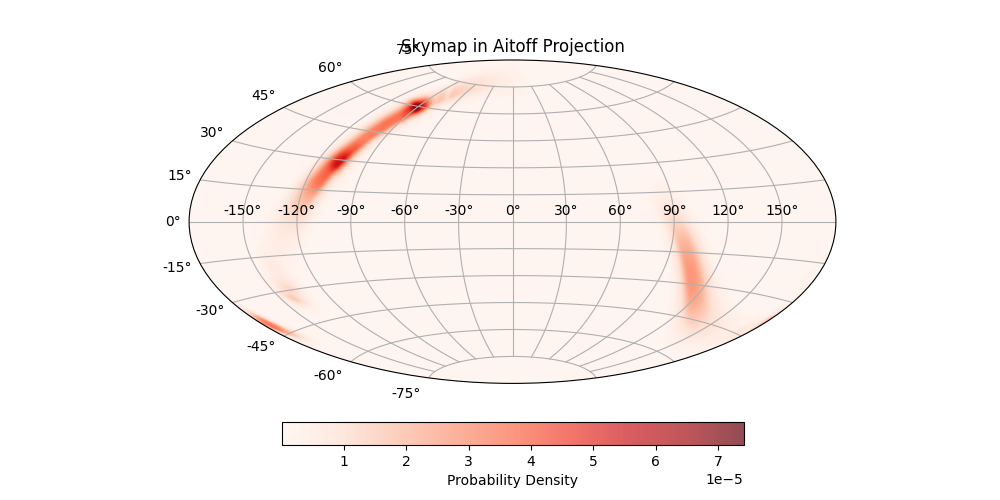 75°
Skymap in Aitoff Projection
60°
45°
30°
15°
-150° -120° -90° -60° -30° 0° 30° 60° 90° 120° 150°
0°
-15°
-30°
-45°
-60°
-75°
1 2 3 4 5 6 7
1e−5
Probability Density